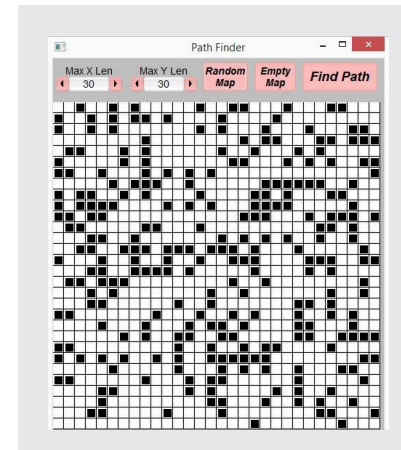 Path Finder
Max X Len
30
Max Y Len
30
Random
Map
Empty
Map
Find Path